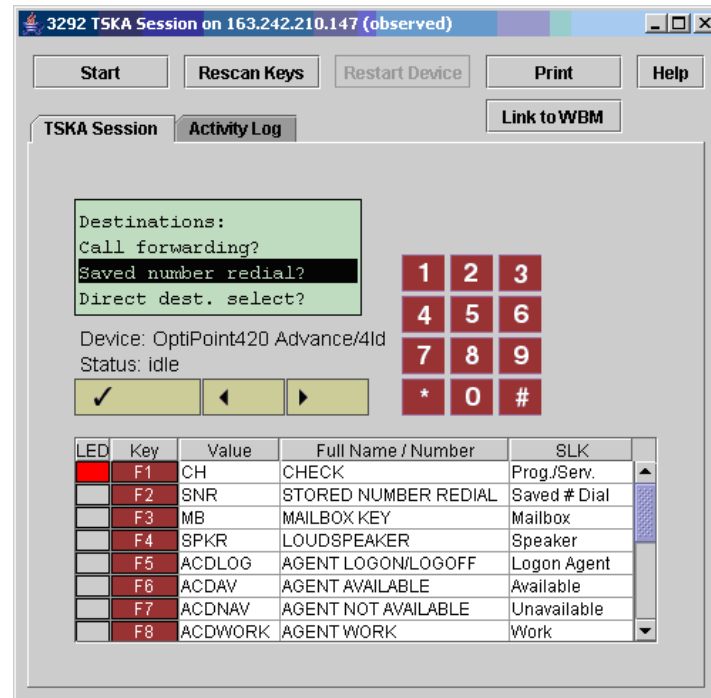 3292 TSKA Session on 163.242.210.147 (observed)
Start Rescan Keys Restart Device Print Help
Link to WBM
TSKA Session Activity Log
Destinations:
Call forwarding?
Saved number redial?
Direct dest. select?
1 2 3
4 5 6
7 8 9
* 0 #
Device: OptiPoint420 Advance/4ld
Status: idle
LED Key Value Full Name / Number SLK
F1 CH CHECK Prog./Serv.
F2 SNR STORED NUMBER REDIAL Saved # Dial
F3 MB MAILBOX KEY Mailbox
F4 SPKR LOUDSPEAKER Speaker
F5 ACDLOG AGENT LOGON/LOGOFF Logon Agent
F6 ACDAV AGENT AVAILABLE Available
F7 ACDNAV AGENT NOT AVAILABLE Unavailable
F8 ACDWORK AGENT WORK Work